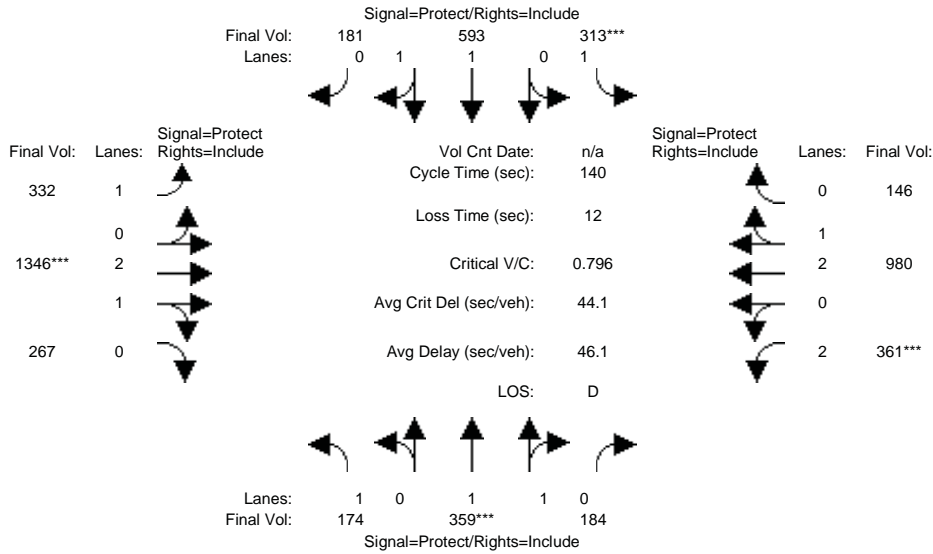 Signal=Protect/Rights=Include
Final Vol: 181 593 313***
Lanes: 0 1 1 0 1
Signal=Protect Signal=Protect
Final Vol: Lanes: Rights=Include Vol Cnt Date: n/a Rights=Include Lanes: Final Vol:
Cycle Time (sec): 140
332 1 0 146
Loss Time (sec): 12
0 1
1346*** 2 Critical V/C: 0.796 2 980
1 Avg Crit Del (sec/veh): 44.1 0
267 0 Avg Delay (sec/veh): 46.1 2 361***
LOS: D
Lanes: 1 0 1 1 0
Final Vol: 174 359*** 184
Signal=Protect/Rights=Include